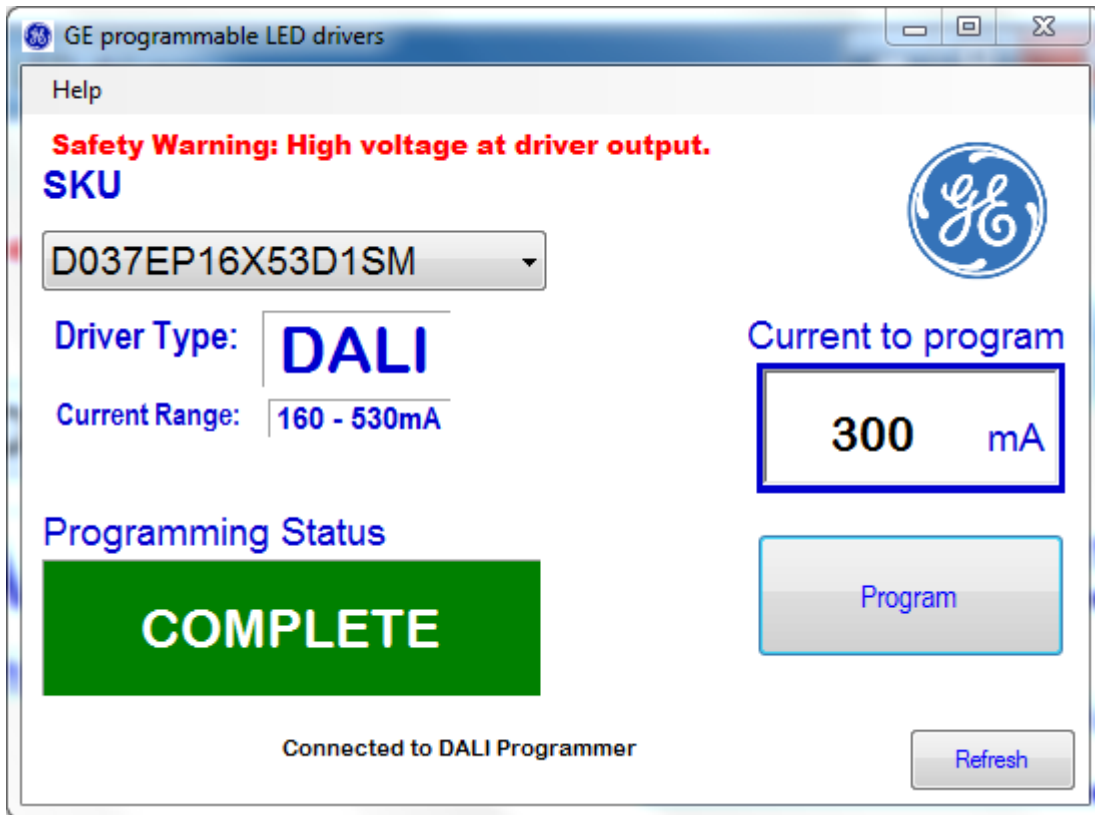 GE programmable LED drivers
Help
Safety Warning: High voltage at driver output.
SKU
D037EP16X53D1SM
GE
Driver Type: DALI
Current to program
Current Range: 160 - 530mA
300 mA
Programming Status
COMPLETE
Program
Connected to DALI Programmer
Refresh